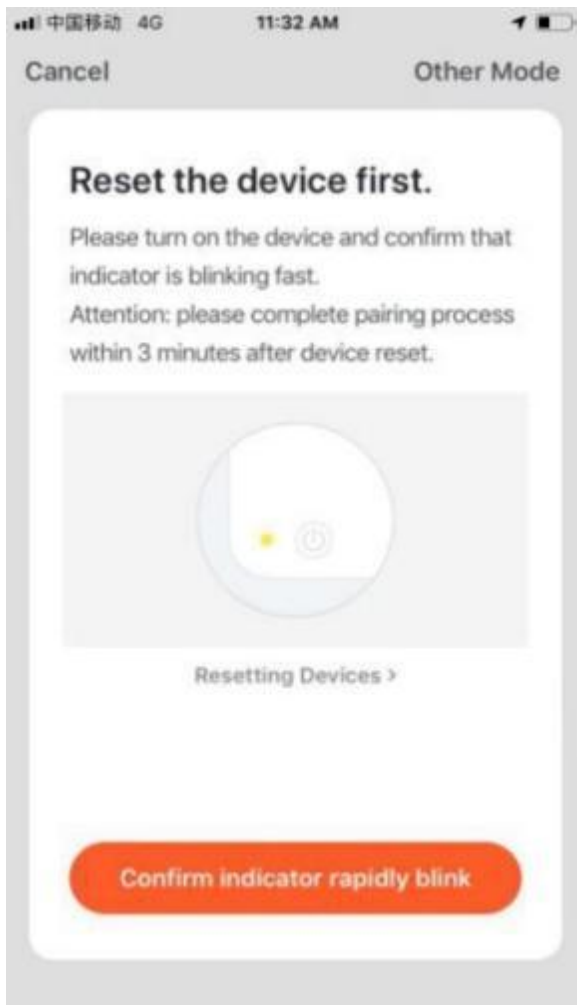 中国移动 4G 11:32 AM
Cancel Other Mode
Reset the device first.
Please turn on the device and confirm that
indicator is blinking fast.
Attention: please complete pairing process
within 3 minutes after device reset.
Resetting Devices >
Confirm indicator rapidly blink